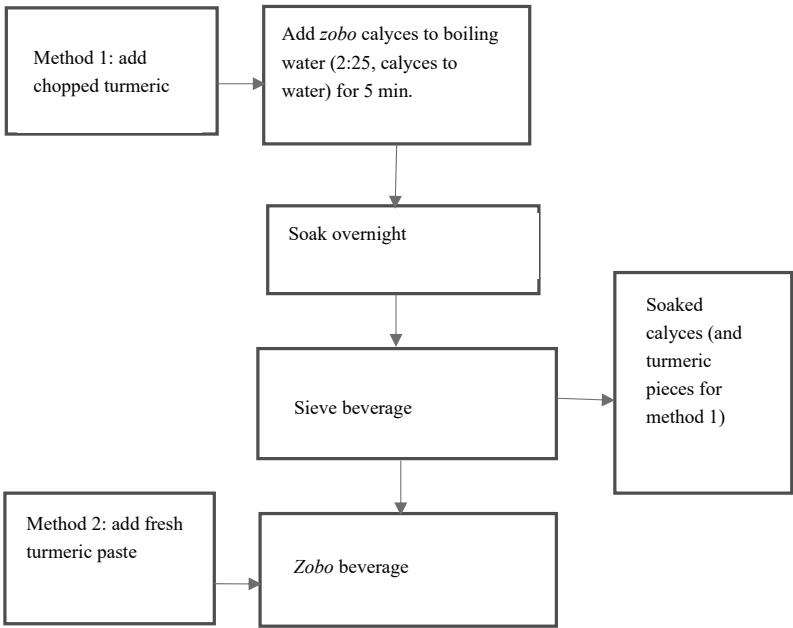 Method 1: add
chopped turmeric
Add zobo calyces to boiling
water (2:25, calyces to
water) for 5 min.
Soak overnight
Sieve beverage
Soaked
calyces (and
turmeric
pieces for
method 1)
Method 2: add fresh
turmeric paste
Zobo beverage